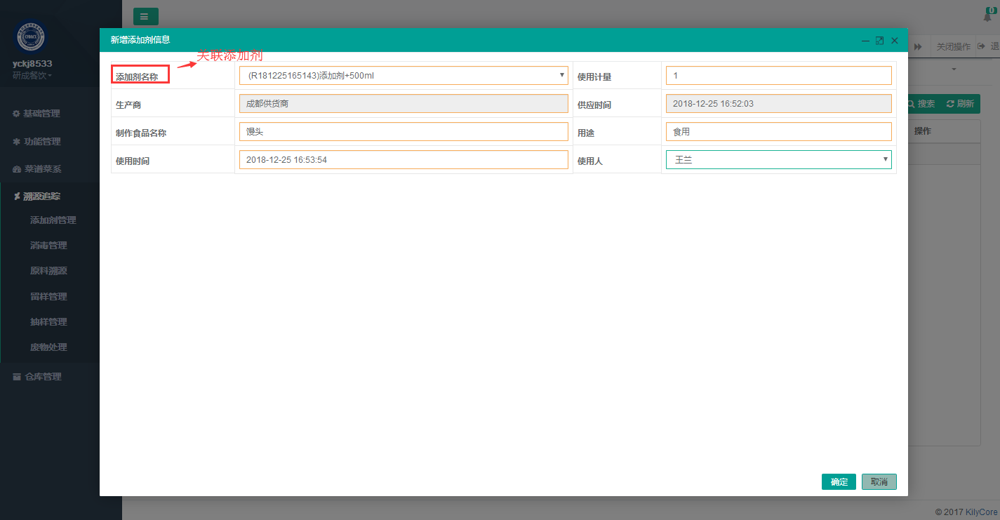 0
CYDACX
yckj8533
研成餐饮
基础管理
功能管理
菜谱菜系
溯源追踪
添加剂管理
消毒管理
原料溯源
留样管理
抽样管理
废物处理
仓库管理
关闭操作
退
搜索
刷新
操作
新增添加剂信息
关联添加剂
添加剂名称
(R181225165143)添加剂+500ml
使用计量
1
生产商
成都供货商
供应时间
2018-12-25 16:52:03
制作食品名称
馒头
用途
食用
使用时间
2018-12-25 16:53:54
使用人
王兰
确定
取消
© 2017 KilyCore